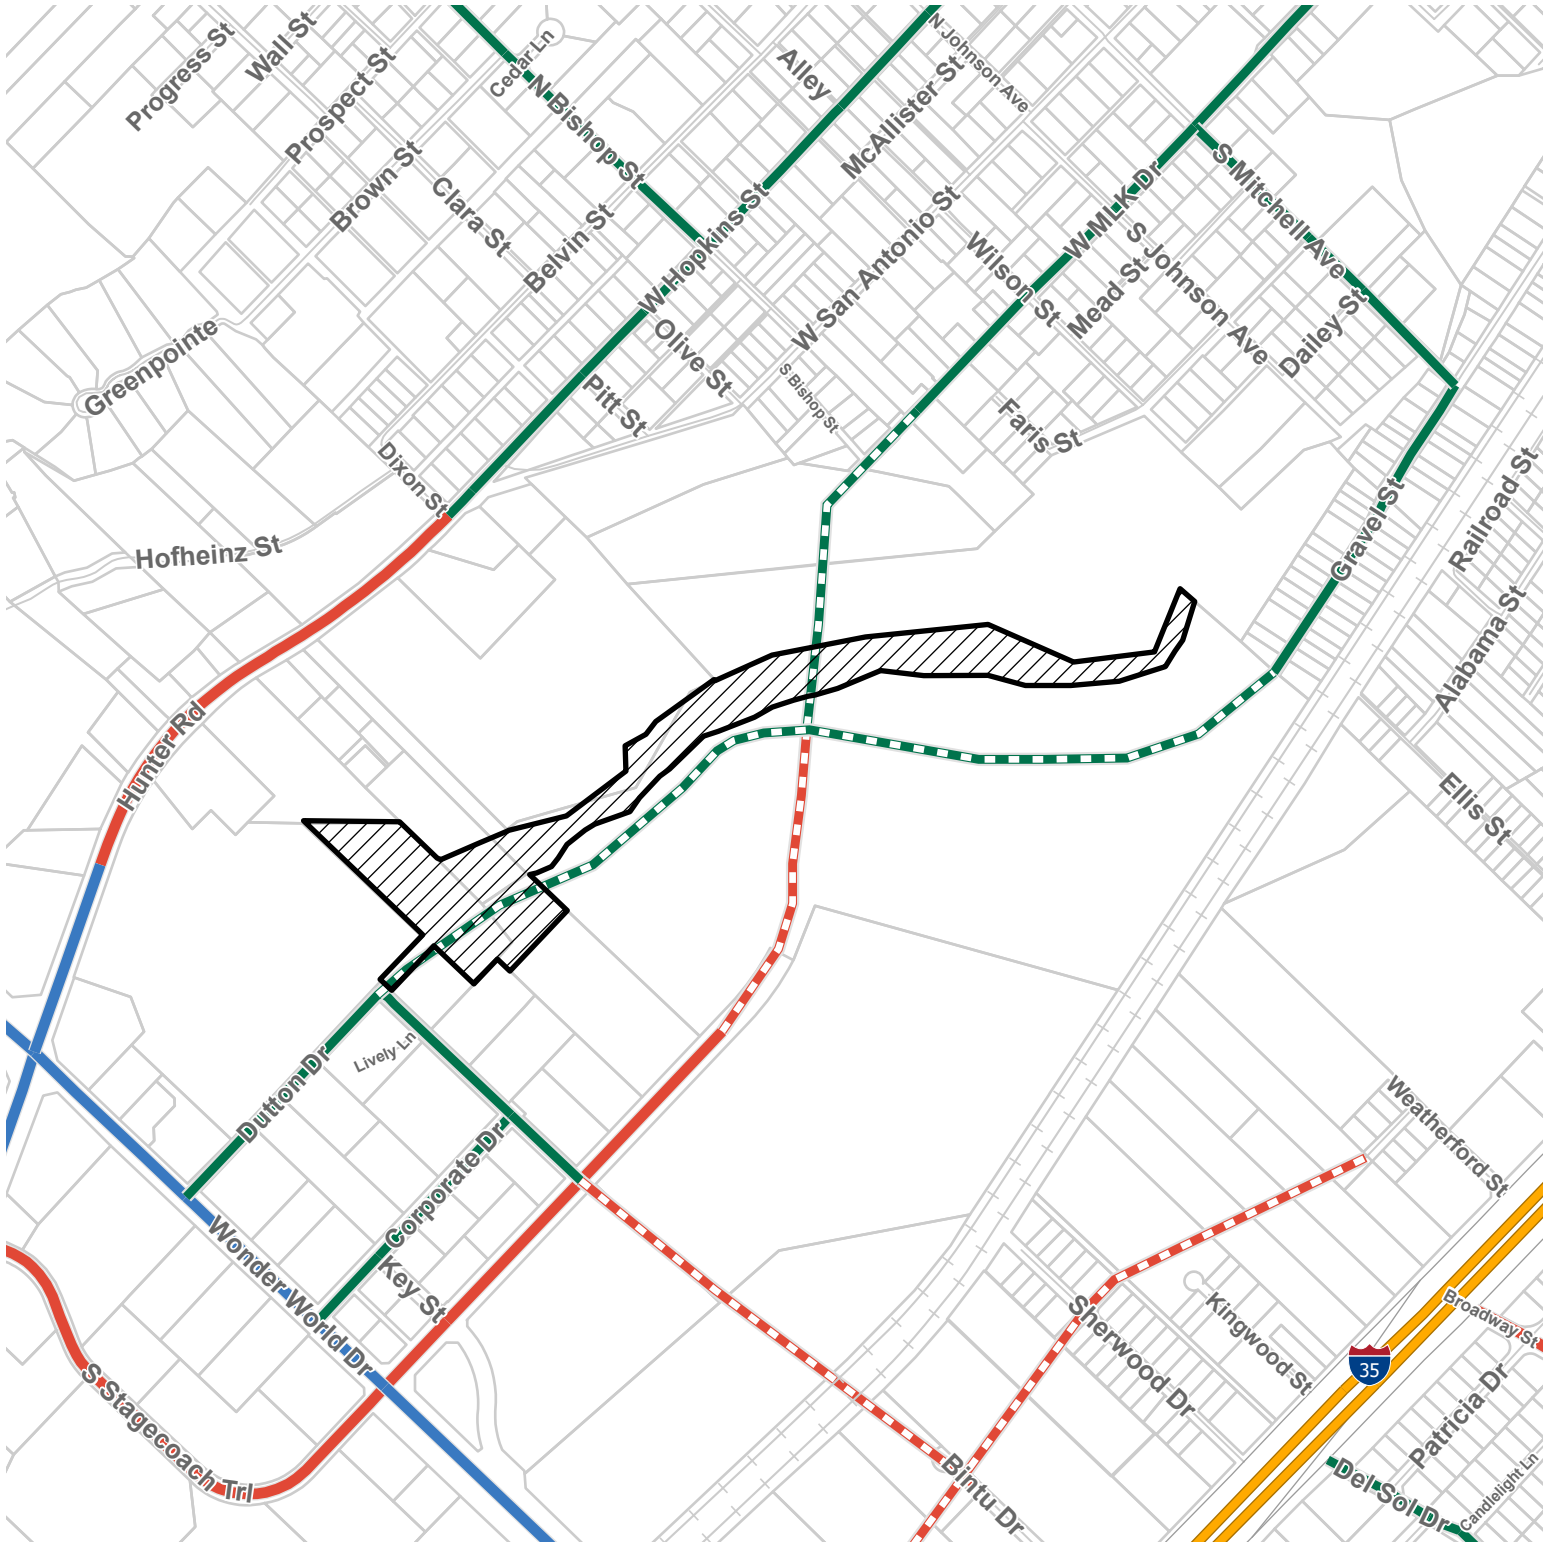 Progress St
Wall St
Prospect St
Cedar Ln
N Bishop St
Alley
McAllister St
N Johnson Ave
Brown St
Clara St
Belvin St
W Hopkins St
W San Antonio St
Wilson St
W MLK Dr
Mead St
S Mitchell Ave
S Johnson Ave
Dailey St
Greenpointe
Olive St
Pitt St
S Bishop St
Faris St
Dixon St
Hofheinz St
Gravel St
Railroad St
Alabama St
Hunter Rd
Ellis St
Lively Ln
Dutton Dr
Corporate Dr
Key St
Wonder World Dr
S Stagecoach Trl
Weatherford St
Sherwood Dr
Kingwood St
Broadway St
35
Patricia Dr
Bintu Dr
Del Sol Dr
Candlelight Ln